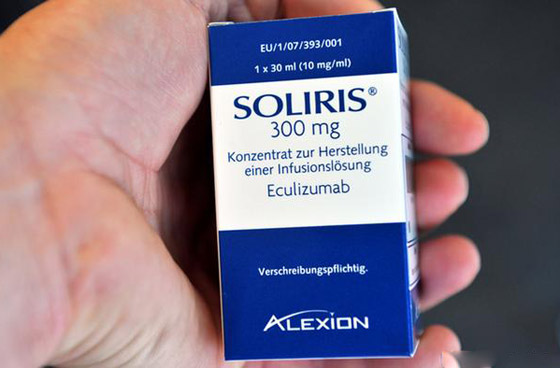 EU/1/07/393/001
1 x 30 ml (10 mg/ml)
SOLIRIS®
300 mg
Konzentrat zur Herstellung
einer Infusionslösung
Eculizumab
Verschreibungspflichtig.
ALEXION